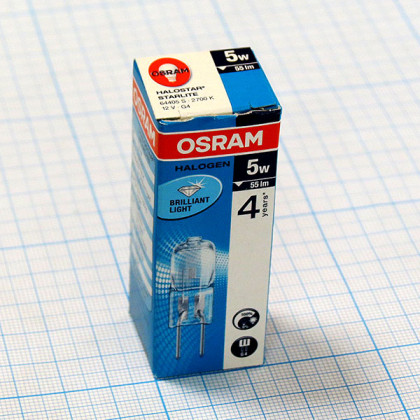 OSRAM
HALOSTAR®
STARLITE
64405 S · 2700 K
12 V · G4
5W
55 lm
OSRAM
HALOGEN
5W
55 lm
BRILLIANT
LIGHT
4 years*
G4